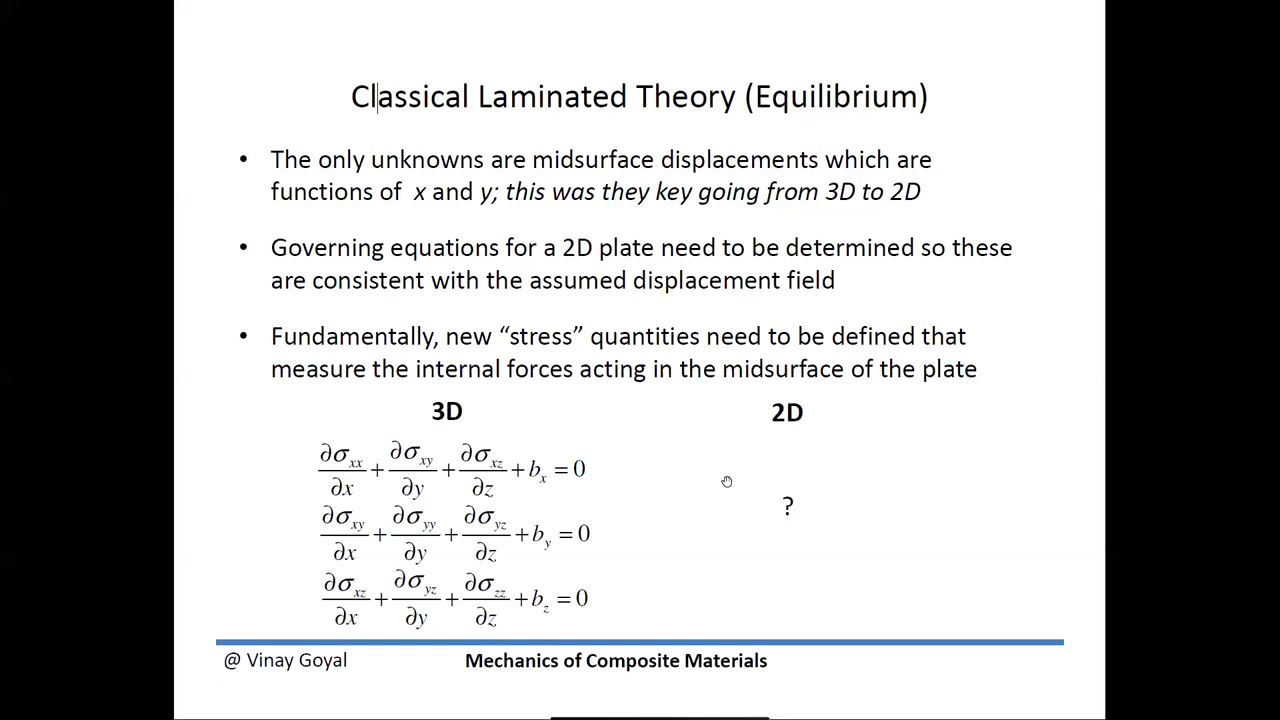 Classical Laminated Theory (Equilibrium)
• The only unknowns are midsurface displacements which are
functions of x and y; this was they key going from 3D to 2D
• Governing equations for a 2D plate need to be determined so these
are consistent with the assumed displacement field
• Fundamentally, new “stress” quantities need to be defined that
measure the internal forces acting in the midsurface of the plate
3D 2D
∂σxx/∂x + ∂σxy/∂y + ∂σxz/∂z + bx = 0
?
∂σxy/∂x + ∂σyy/∂y + ∂σyz/∂z + by = 0
∂σxz/∂x + ∂σyz/∂y + ∂σzz/∂z + bz = 0
@ Vinay Goyal Mechanics of Composite Materials